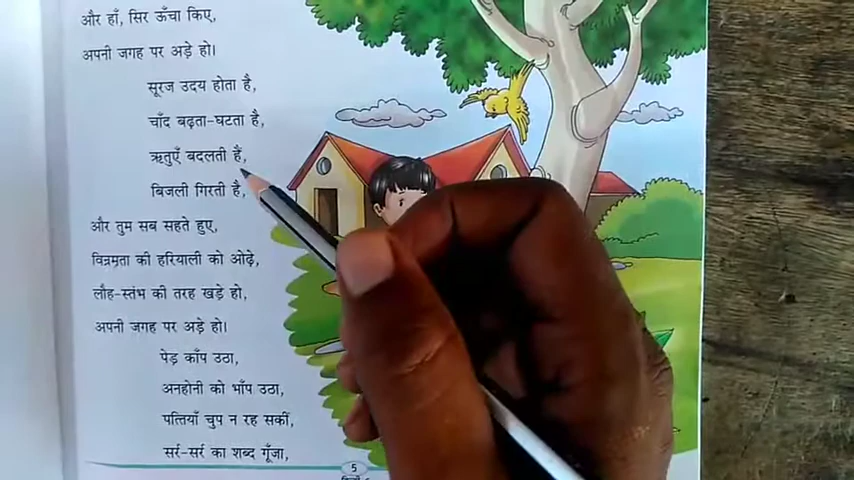 और हाँ, सिर ऊँचा किए,
अपनी जगह पर अड़े हो।
सूरज उदय होता है,
चाँद बढ़ता-घटता है,
ऋतुएँ बदलती हैं,
बिजली गिरती है,
और तुम सब सहते हुए,
विनम्रता की हरियाली को ओढ़े,
लौह-स्तंभ की तरह खड़े हो,
अपनी जगह पर अड़े हो।
पेड़ काँप उठा,
अनहोनी को भाँप उठा,
पत्तियाँ चुप न रह सकीं,
सर्र-सर्र का शब्द गूँजा,
5